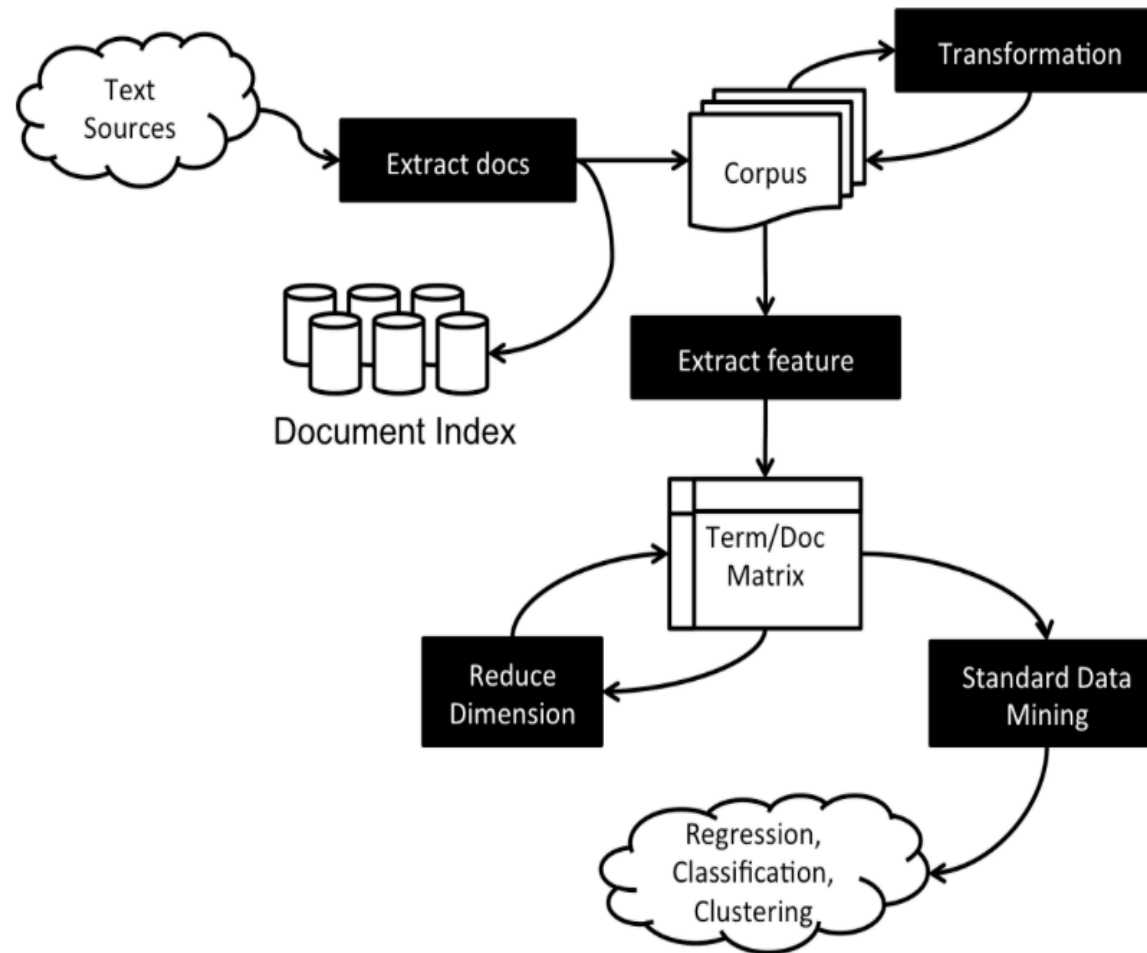 Text
Sources
Extract docs
Transformation
Corpus
Document Index
Extract feature
Term/Doc
Matrix
Reduce
Dimension
Standard Data
Mining
Regression,
Classification,
Clustering